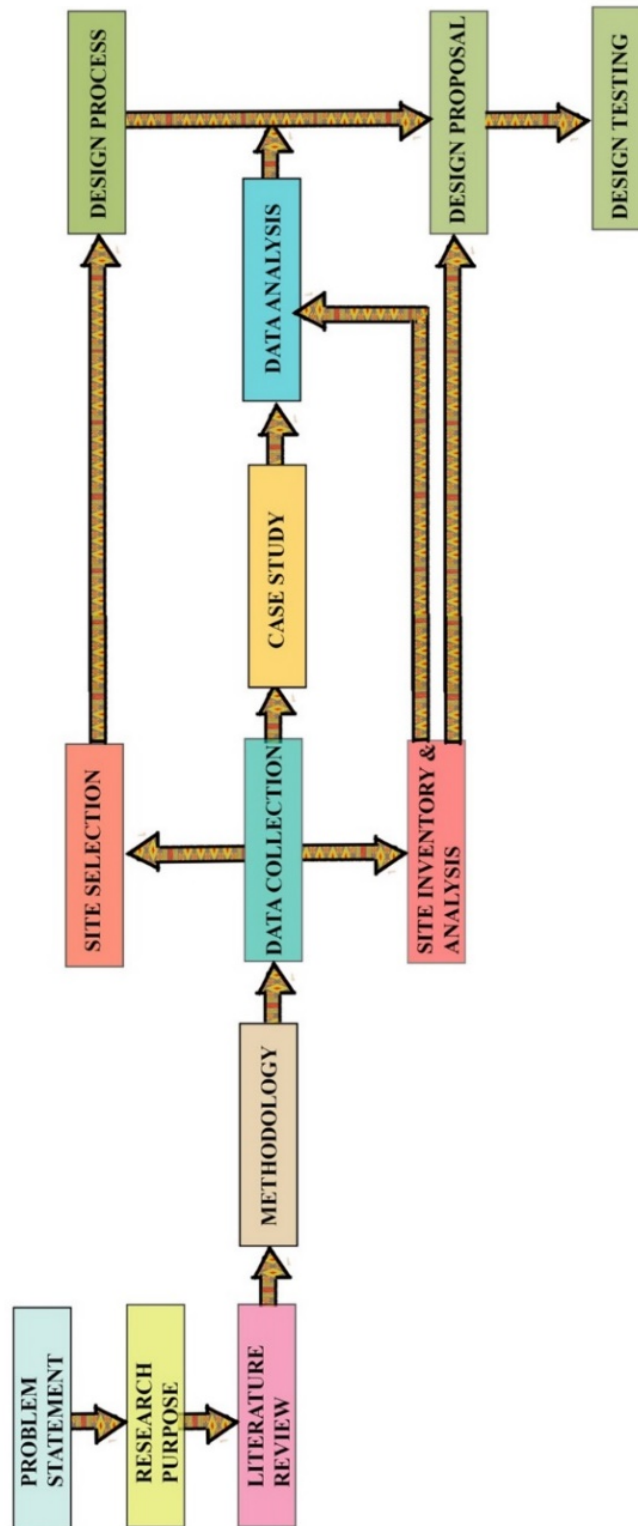 PROBLEM
STATEMENT
RESEARCH
PURPOSE
LITERATURE
REVIEW
METHODOLOGY
SITE SELECTION
DATA COLLECTION
SITE INVENTORY &
ANALYSIS
CASE STUDY
DATA ANALYSIS
DESIGN PROCESS
DESIGN PROPOSAL
DESIGN TESTING